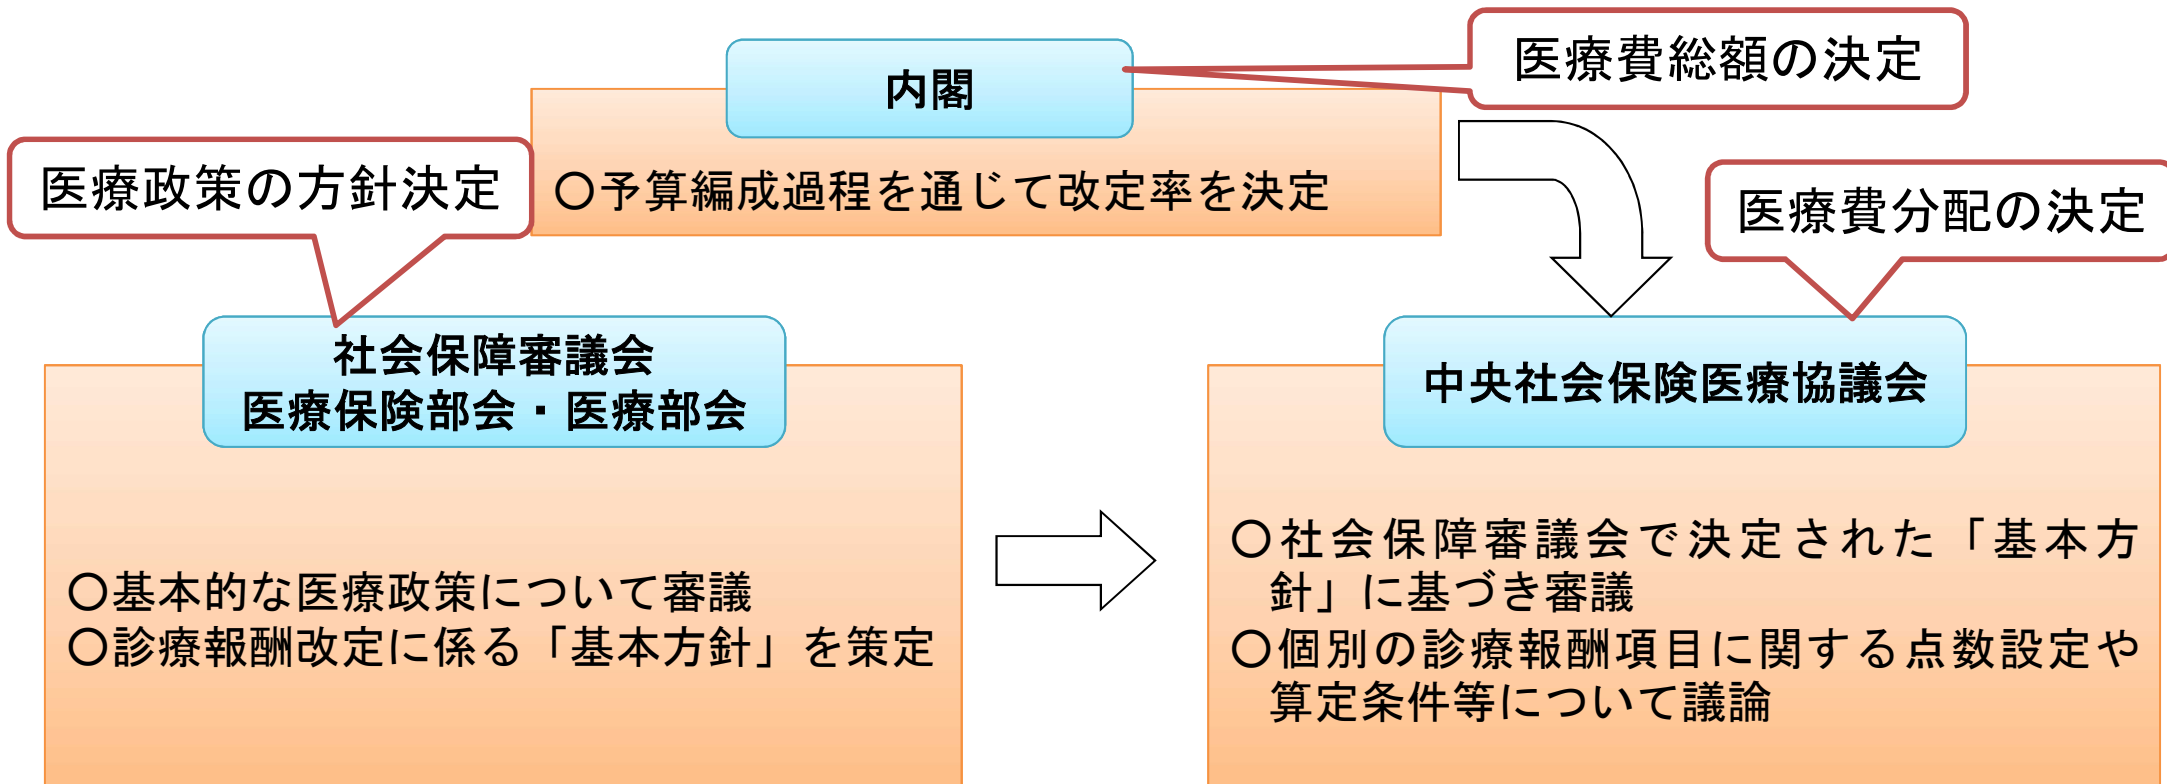 医療費総額の決定
内閣
〇予算編成過程を通じて改定率を決定
医療政策の方針決定
医療費分配の決定
社会保障審議会
医療保険部会・医療部会
〇基本的な医療政策について審議
〇診療報酬改定に係る「基本方針」を策定
中央社会保険医療協議会
〇社会保障審議会で決定された「基本方
針」に基づき審議
〇個別の診療報酬項目に関する点数設定や
算定条件等について議論